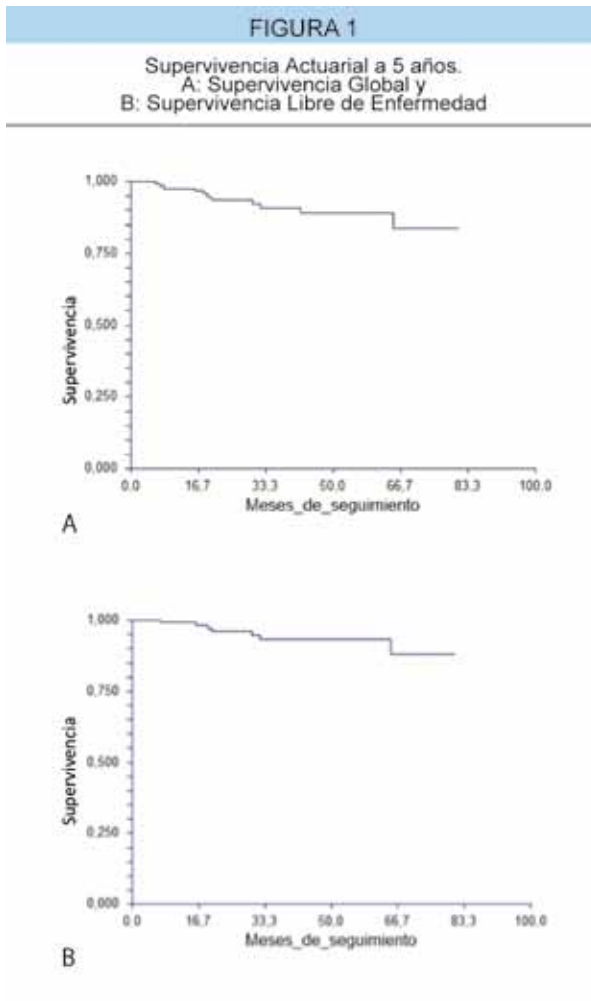 FIGURA 1
Supervivencia Actuarial a 5 años.
A: Supervivencia Global y
B: Supervivencia Libre de Enfermedad
1,000
0,750
0,500
0,250
0,000
Supervivencia
0.0 16,7 33,3 50.0 66,7 83,3 100.0
Meses_de_seguimiento
A
1,000
0,750
0,500
0,250
0,000
Supervivencia
0.0 16,7 33,3 50.0 66,7 83,3 100.0
Meses_de_seguimiento
B